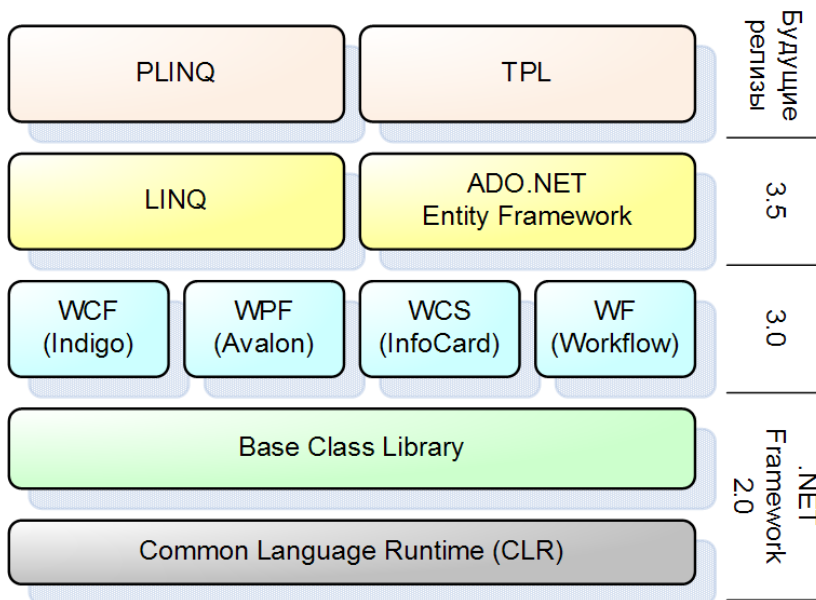 PLINQ
TPL
Будущие
релизы
LINQ
ADO.NET
Entity Framework
3.5
WCF
(Indigo)
WPF
(Avalon)
WCS
(InfoCard)
WF
(Workflow)
3.0
Base Class Library
Common Language Runtime (CLR)
.NET
Framework
2.0